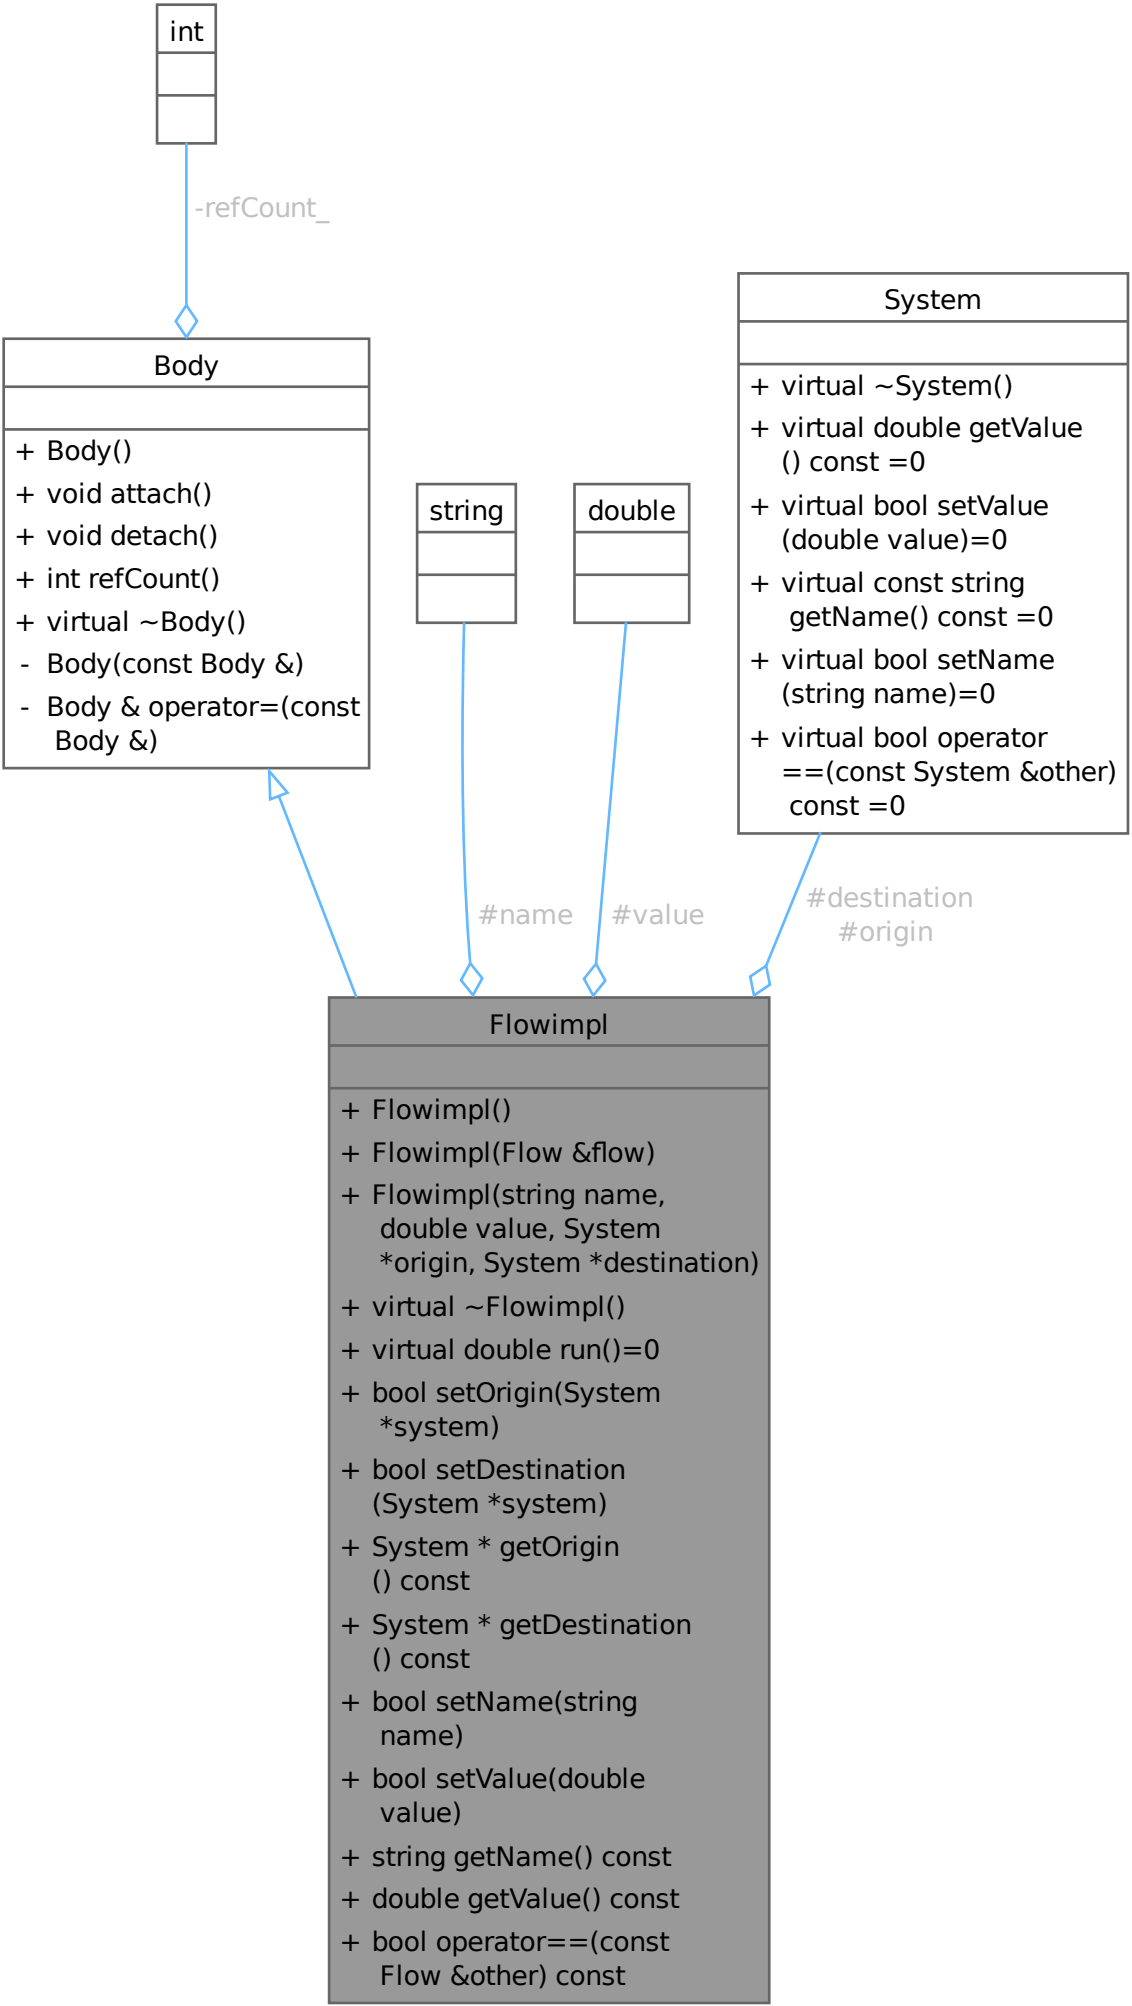 int
-refCount_
Body
+ Body()
+ void attach()
+ void detach()
+ int refCount()
+ virtual ~Body()
- Body(const Body &)
- Body & operator=(const
Body &)
string
double
System
+ virtual ~System()
+ virtual double getValue
() const =0
+ virtual bool setValue
(double value)=0
+ virtual const string
getName() const =0
+ virtual bool setName
(string name)=0
+ virtual bool operator
==(const System &other)
const =0
#name
#value
#destination
#origin
Flowimpl
+ Flowimpl()
+ Flowimpl(Flow &flow)
+ Flowimpl(string name,
double value, System
*origin, System *destination)
+ virtual ~Flowimpl()
+ virtual double run()=0
+ bool setOrigin(System
*system)
+ bool setDestination
(System *system)
+ System * getOrigin
() const
+ System * getDestination
() const
+ bool setName(string
name)
+ bool setValue(double
value)
+ string getName() const
+ double getValue() const
+ bool operator==(const
Flow &other) const